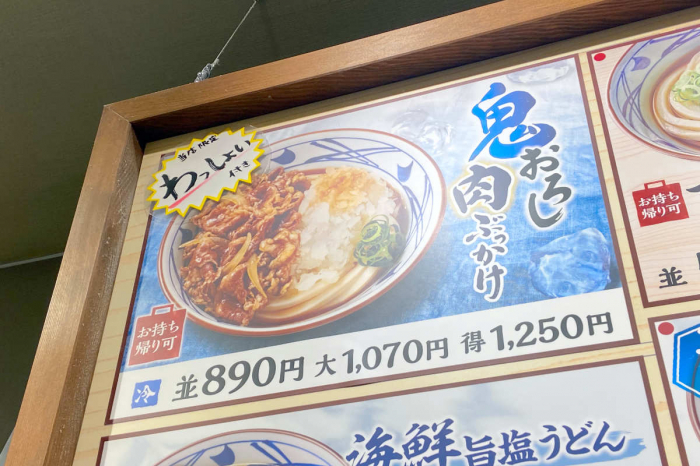 当店限定
わっしょい
付き
鬼おろし
肉ぶっかけ
お持ち
帰り可
冷 並890円 大1,070円 得1,250円
お持ち
帰り可
並
海鮮旨塩うどん